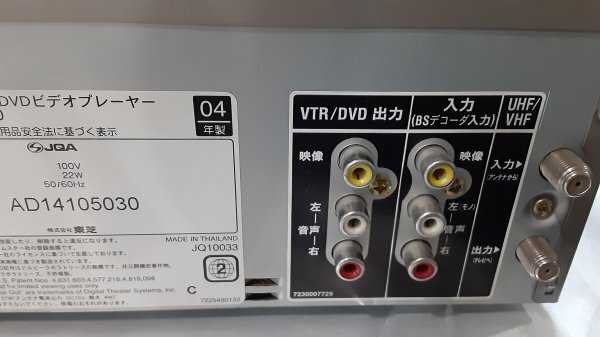 DVDビデオプレーヤー
04
年製
用品安全法に基づく表示
JQA
100V
22W
50/60Hz
AD14105030
株式会社 東芝
MADE IN THAILAND
JQ10033
2
C
7225490132
VTR/DVD 出力
入力
(BSデコーダ入力)
UHF/
VHF
映像
映像
入力
(アンテナから)
左
音声
右
左(モノ)
音声
右
出力
(テレビへ)
7230007729